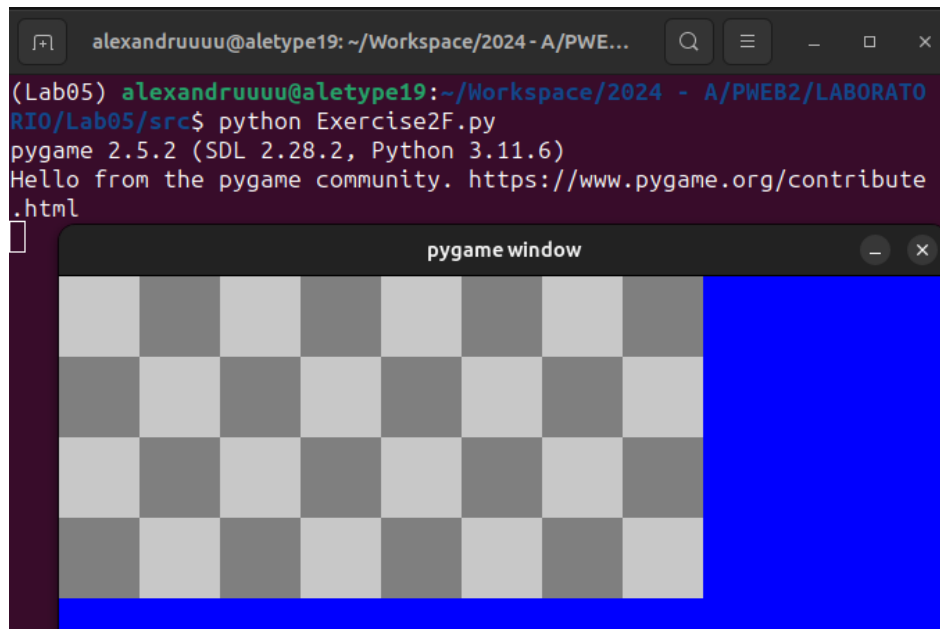 alexandruuuu@aletype19: ~/Workspace/2024 - A/PWE...
(Lab05) alexandruuuu@aletype19:~/Workspace/2024 - A/PWEB2/LABORATO
RIO/Lab05/src$ python Exercise2F.py
pygame 2.5.2 (SDL 2.28.2, Python 3.11.6)
Hello from the pygame community. https://www.pygame.org/contribute
.html
pygame window